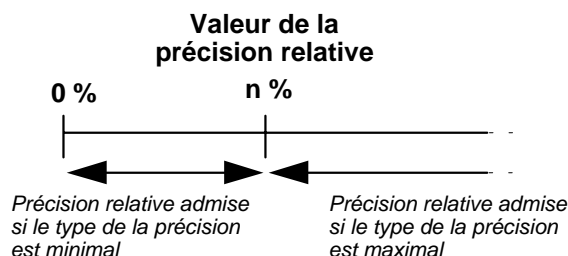 Valeur de la
précision relative
0 %
n %
Précision relative admise
si le type de la précision
est minimal
Précision relative admise
si le type de la précision
est maximal